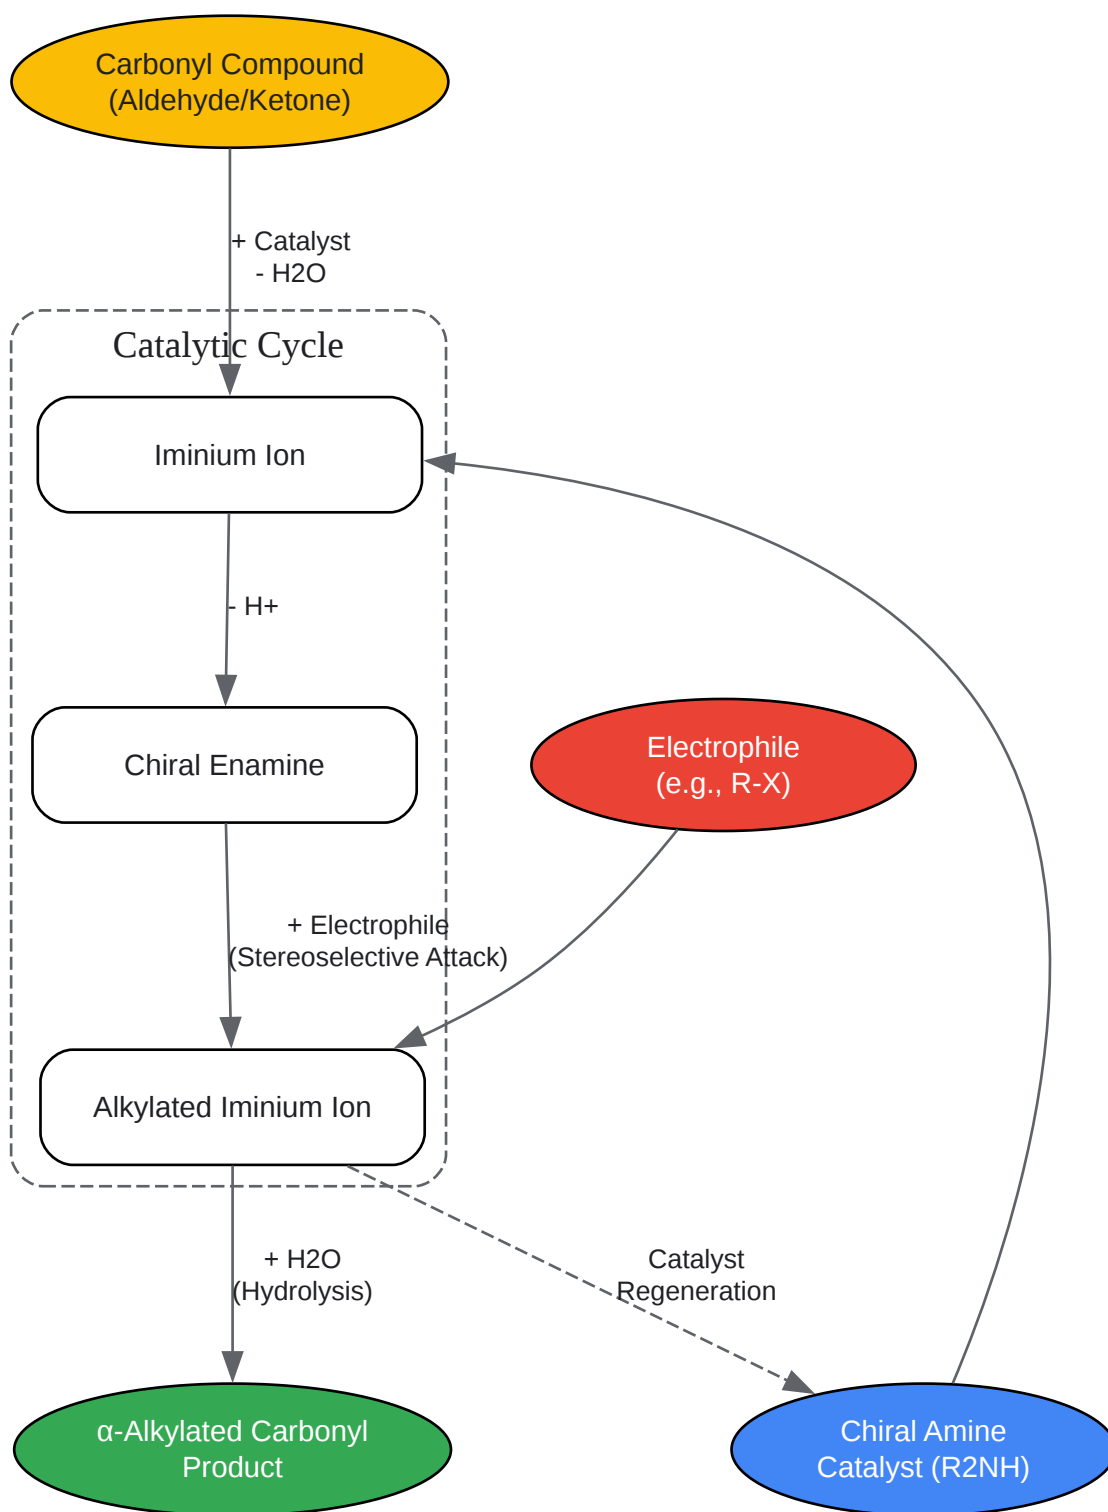 Carbonyl Compound
(Aldehyde/Ketone)
+ Catalyst
- H2O
Catalytic Cycle
Iminium Ion
- H+
Chiral Enamine
Electrophile
(e.g., R-X)
+ Electrophile
(Stereoselective Attack)
Alkylated Iminium Ion
+ H2O
(Hydrolysis)
Catalyst
Regeneration
α-Alkylated Carbonyl
Product
Chiral Amine
Catalyst (R2NH)